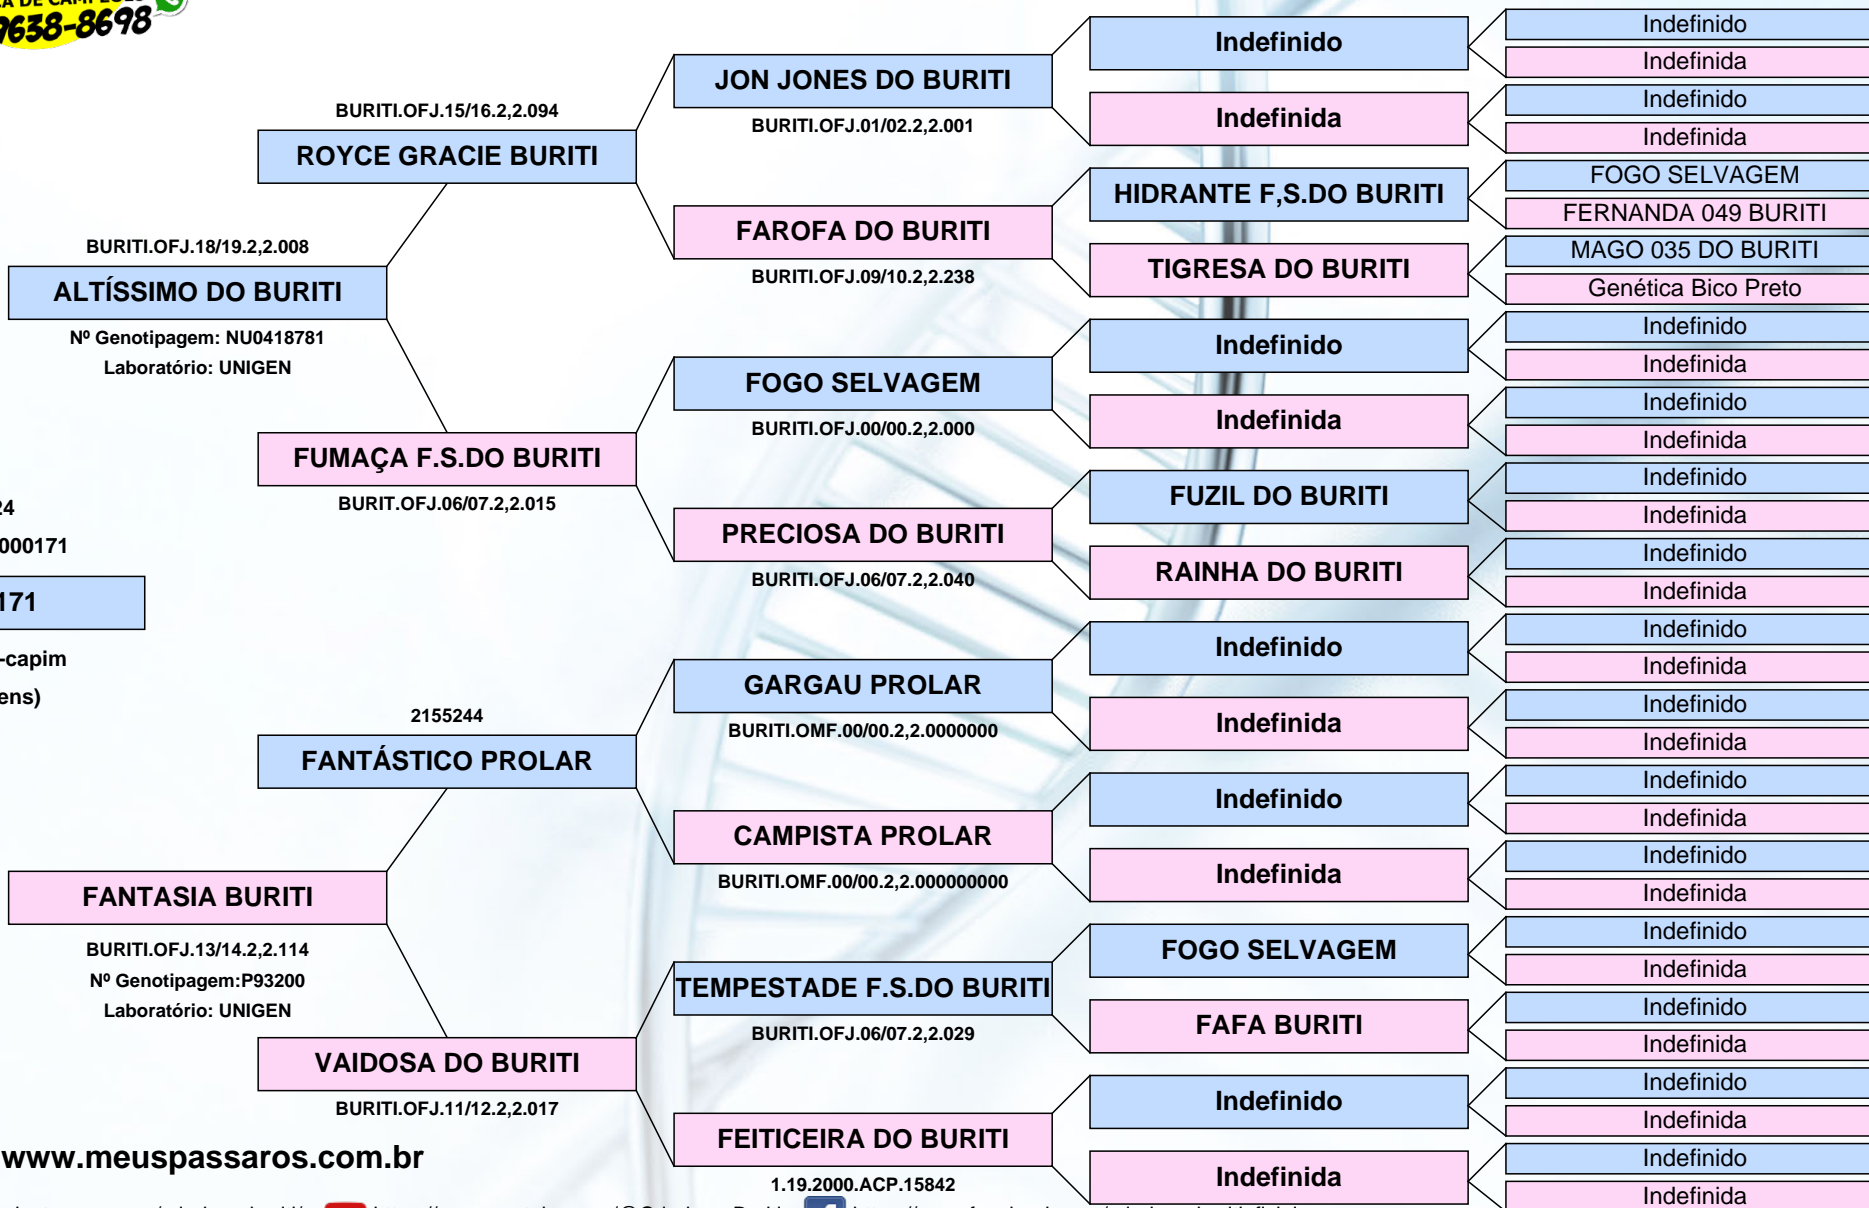 9638-8698
BURITI.OFJ.18/19.2,2.008
ALTÍSSIMO DO BURITI
Nº Genotipagem: NU0418781
Laboratório: UNIGEN
24
000171
171
-capim
ens)
FANTASIA BURITI
BURITI.OFJ.13/14.2,2.114
Nº Genotipagem:P93200
Laboratório: UNIGEN
www.meuspassaros.com.br
BURITI.OFJ.15/16.2,2.094
ROYCE GRACIE BURITI
FUMAÇA F.S.DO BURITI
BURIT.OFJ.06/07.2,2.015
2155244
FANTÁSTICO PROLAR
VAIDOSA DO BURITI
BURITI.OFJ.11/12.2,2.017
JON JONES DO BURITI
BURITI.OFJ.01/02.2,2.001
FAROFA DO BURITI
BURITI.OFJ.09/10.2,2.238
FOGO SELVAGEM
BURITI.OFJ.00/00.2,2.000
PRECIOSA DO BURITI
BURITI.OFJ.06/07.2,2.040
GARGAU PROLAR
BURITI.OMF.00/00.2,2.0000000
CAMPISTA PROLAR
BURITI.OMF.00/00.2,2.000000000
TEMPESTADE F.S.DO BURITI
BURITI.OFJ.06/07.2,2.029
FEITICEIRA DO BURITI
1.19.2000.ACP.15842
Indefinido
Indefinida
HIDRANTE F,S.DO BURITI
TIGRESA DO BURITI
Indefinido
Indefinida
FUZIL DO BURITI
RAINHA DO BURITI
Indefinido
Indefinida
Indefinido
Indefinida
FOGO SELVAGEM
FAFA BURITI
Indefinido
Indefinida
Indefinido
Indefinida
Indefinido
Indefinida
FOGO SELVAGEM
FERNANDA 049 BURITI
MAGO 035 DO BURITI
Genética Bico Preto
Indefinido
Indefinida
Indefinido
Indefinida
Indefinido
Indefinida
Indefinido
Indefinida
Indefinido
Indefinida
Indefinido
Indefinida
Indefinido
Indefinida
Indefinido
Indefinida
Indefinido
Indefinida
Indefinido
Indefinida
Indefinido
Indefinida
Indefinido
Indefinida